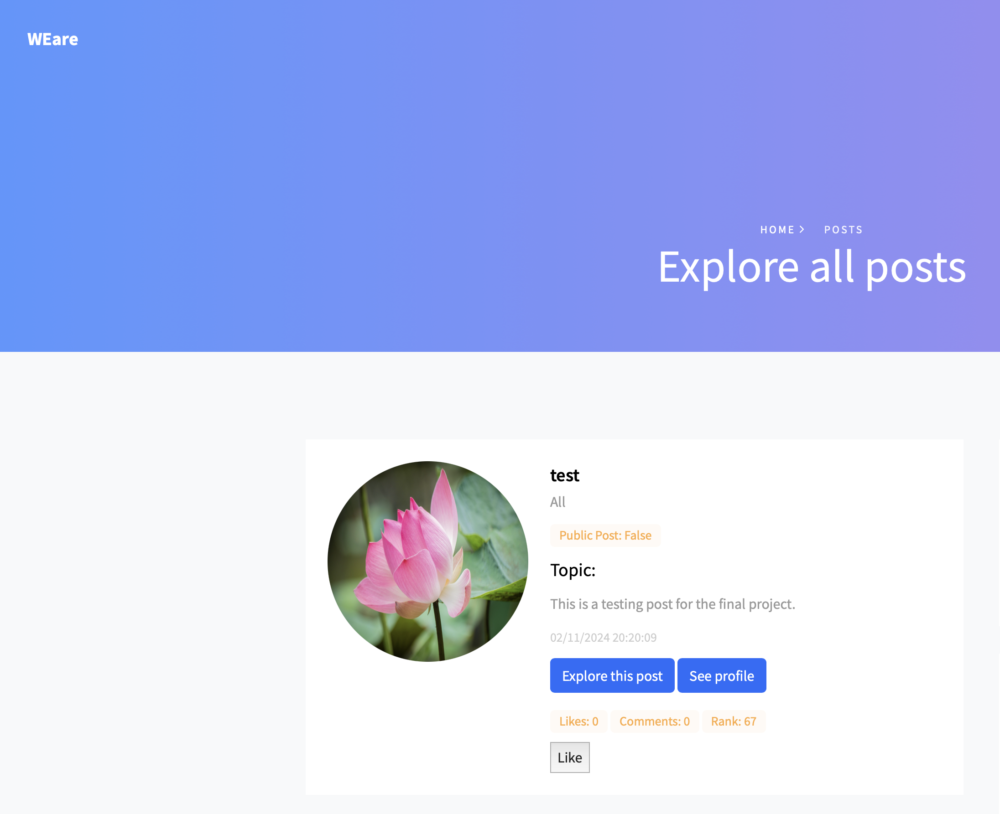 WEare
HOME > POSTS
Explore all posts
test
All
Public Post: False
Topic:
This is a testing post for the final project.
02/11/2024 20:20:09
Explore this post See profile
Likes: 0 Comments: 0 Rank: 67
Like